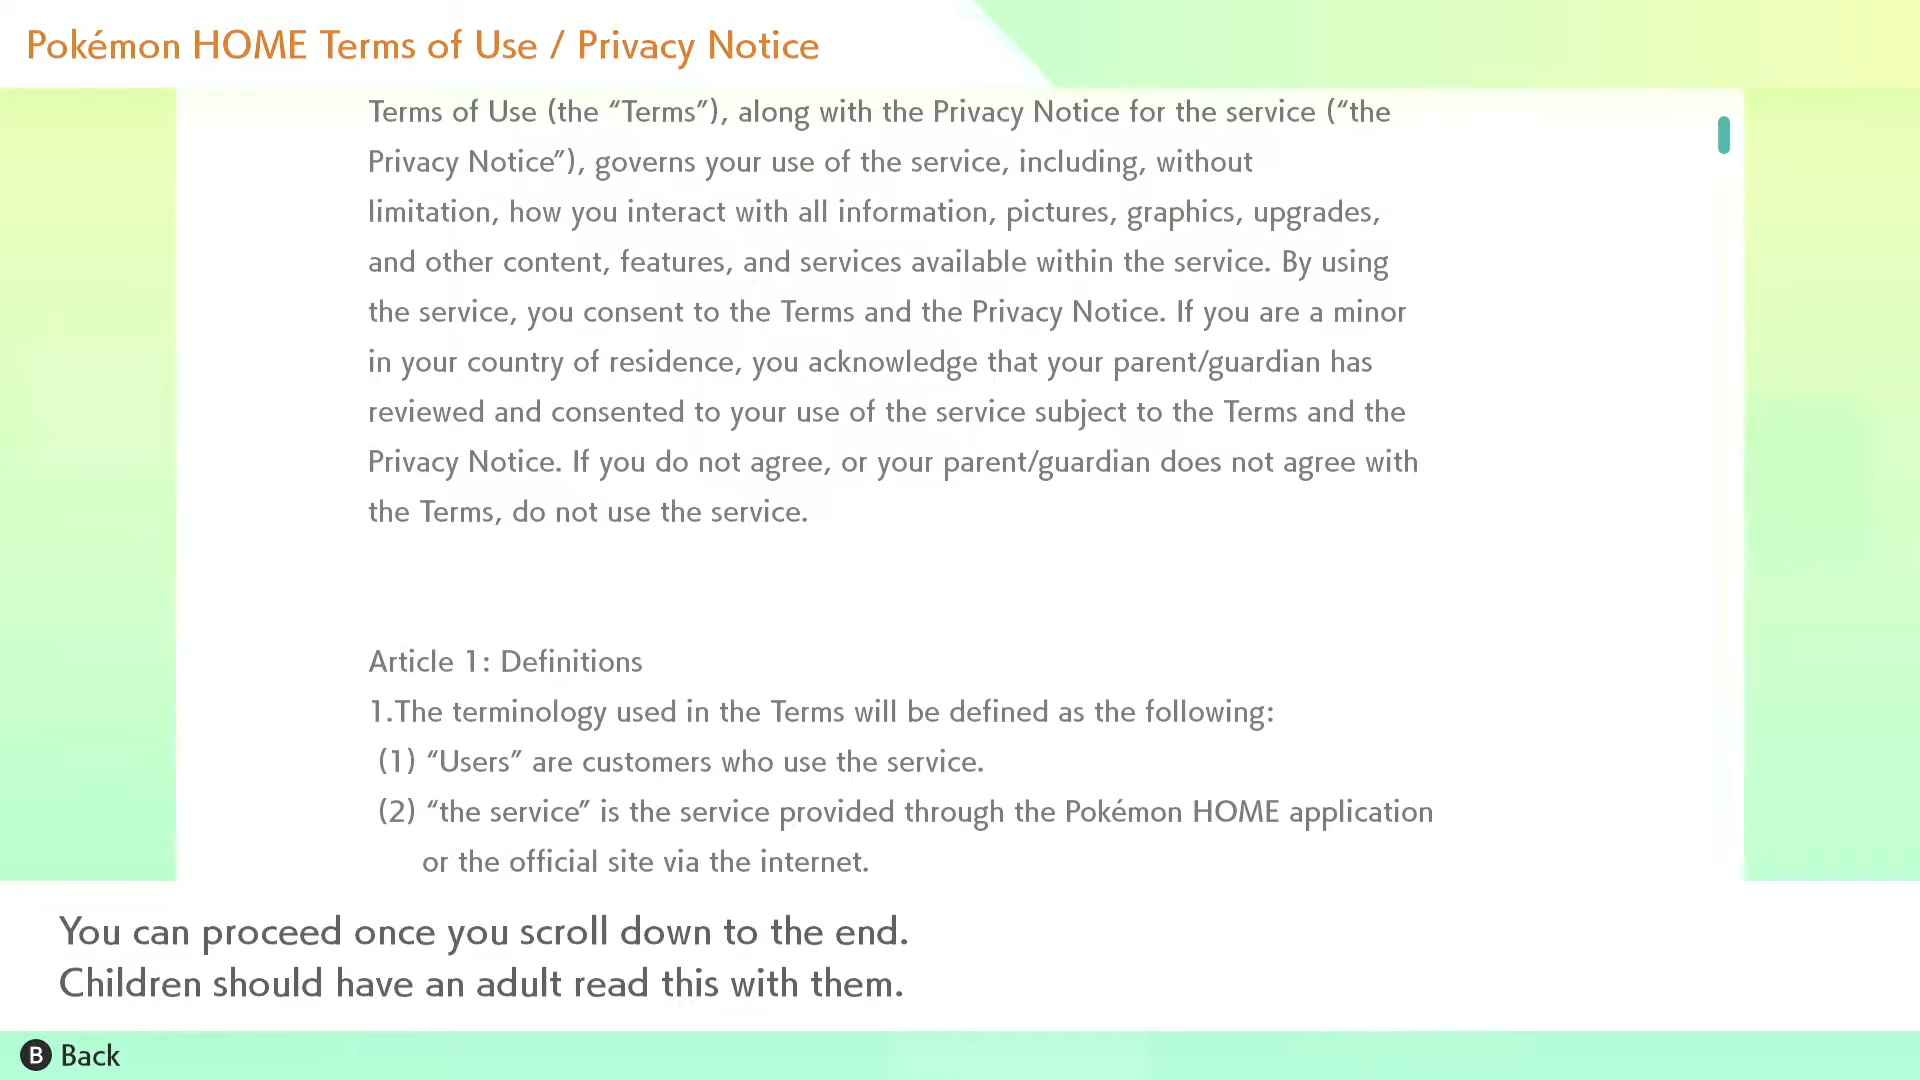 Pokémon HOME Terms of Use / Privacy Notice
Terms of Use (the “Terms”), along with the Privacy Notice for the service (“the
Privacy Notice”), governs your use of the service, including, without
limitation, how you interact with all information, pictures, graphics, upgrades,
and other content, features, and services available within the service. By using
the service, you consent to the Terms and the Privacy Notice. If you are a minor
in your country of residence, you acknowledge that your parent/guardian has
reviewed and consented to your use of the service subject to the Terms and the
Privacy Notice. If you do not agree, or your parent/guardian does not agree with
the Terms, do not use the service.
Article 1: Definitions
1.The terminology used in the Terms will be defined as the following:
(1) “Users” are customers who use the service.
(2) “the service” is the service provided through the Pokémon HOME application
or the official site via the internet.
You can proceed once you scroll down to the end.
Children should have an adult read this with them.
B Back